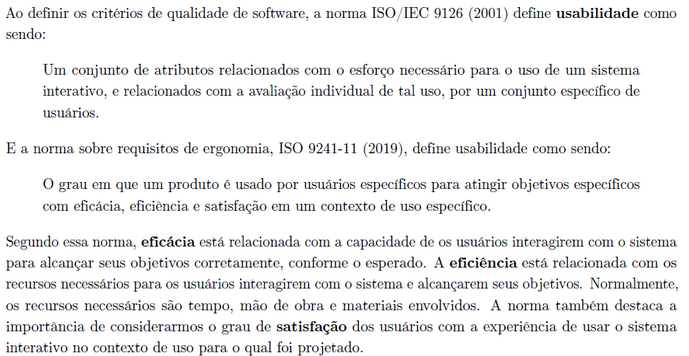 Ao definir os critérios de qualidade de software, a norma ISO/IEC 9126 (2001) define usabilidade como
sendo:
Um conjunto de atributos relacionados com o esforço necessário para o uso de um sistema
interativo, e relacionados com a avaliação individual de tal uso, por um conjunto específico de
usuários.
E a norma sobre requisitos de ergonomia, ISO 9241-11 (2019), define usabilidade como sendo:
O grau em que um produto é usado por usuários específicos para atingir objetivos específicos
com eficácia, eficiência e satisfação em um contexto de uso específico.
Segundo essa norma, eficácia está relacionada com a capacidade de os usuários interagirem com o sistema
para alcançar seus objetivos corretamente, conforme o esperado. A eficiência está relacionada com os
recursos necessários para os usuários interagirem com o sistema e alcançarem seus objetivos. Normalmente,
os recursos necessários são tempo, mão de obra e materiais envolvidos. A norma também destaca a
importância de considerarmos o grau de satisfação dos usuários com a experiência de usar o sistema
interativo no contexto de uso para o qual foi projetado.